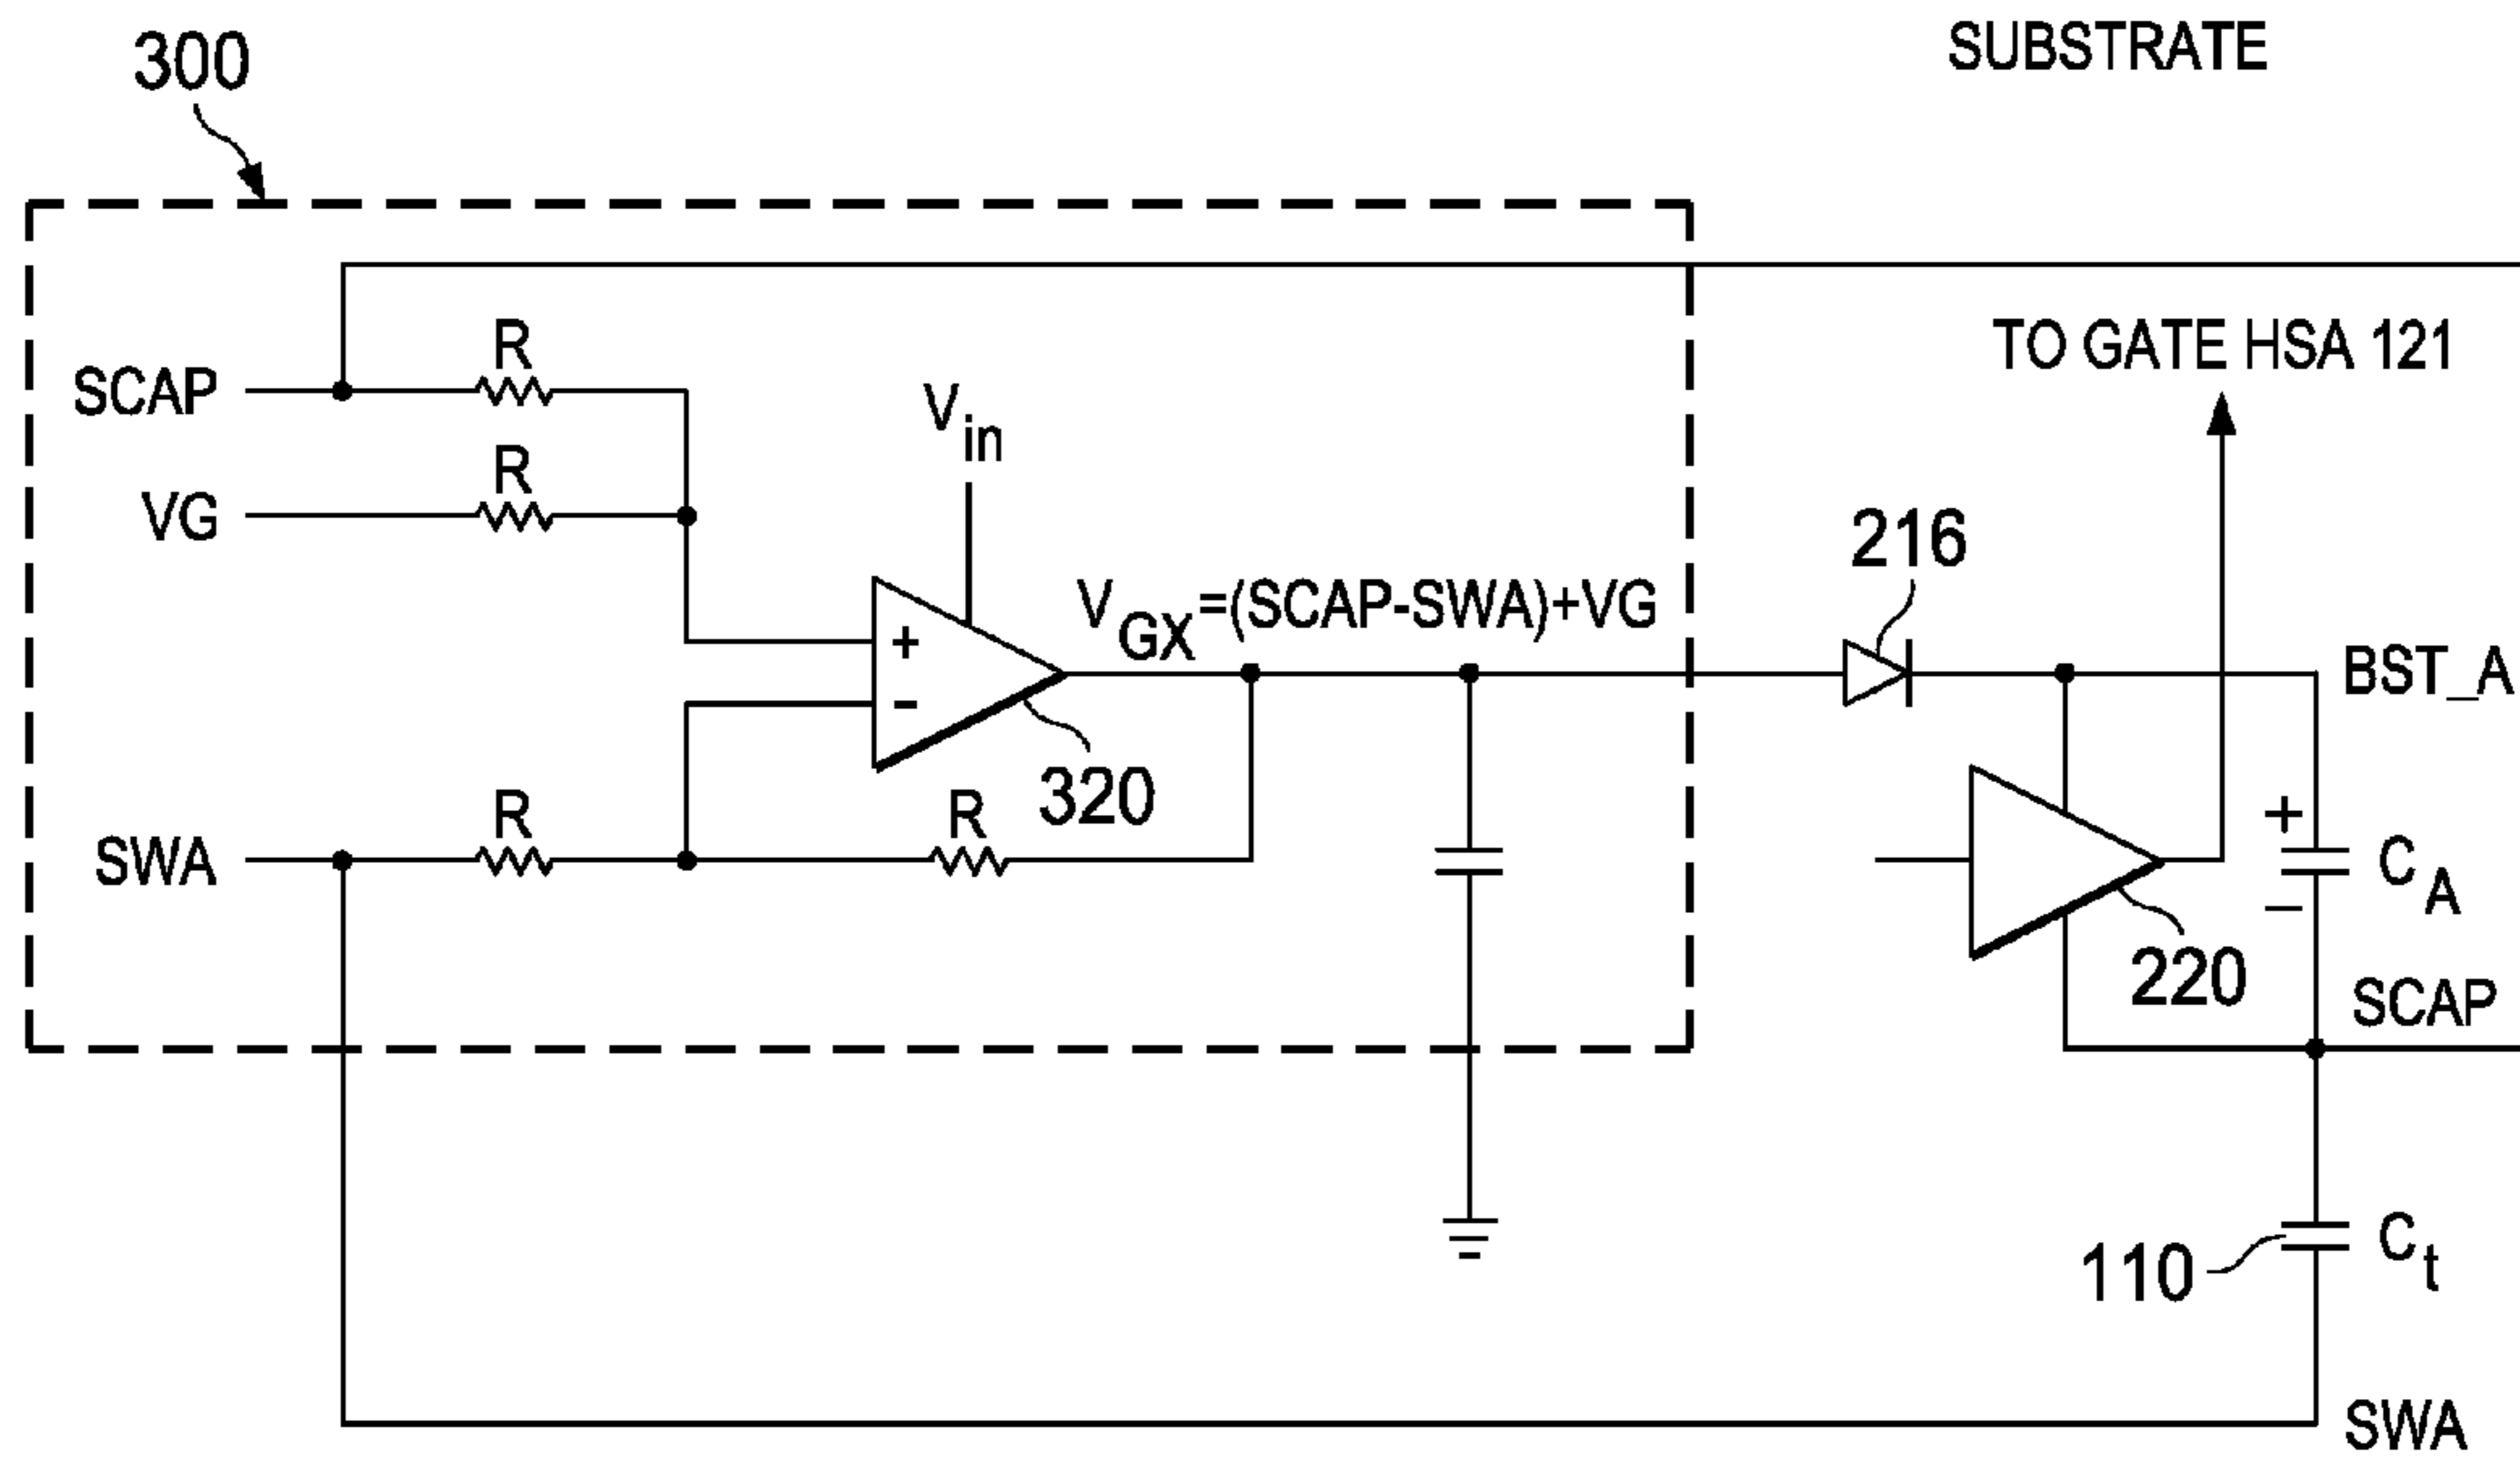 300
SUBSTRATE
R
SCAP
TO GATE HSA 121
V in
R
VG
216
V GX =(SCAP-SWA)+VG
+
BST_A
-
320
R
R
SWA
+
C A
–
220
SCAP
110
C t
SWA